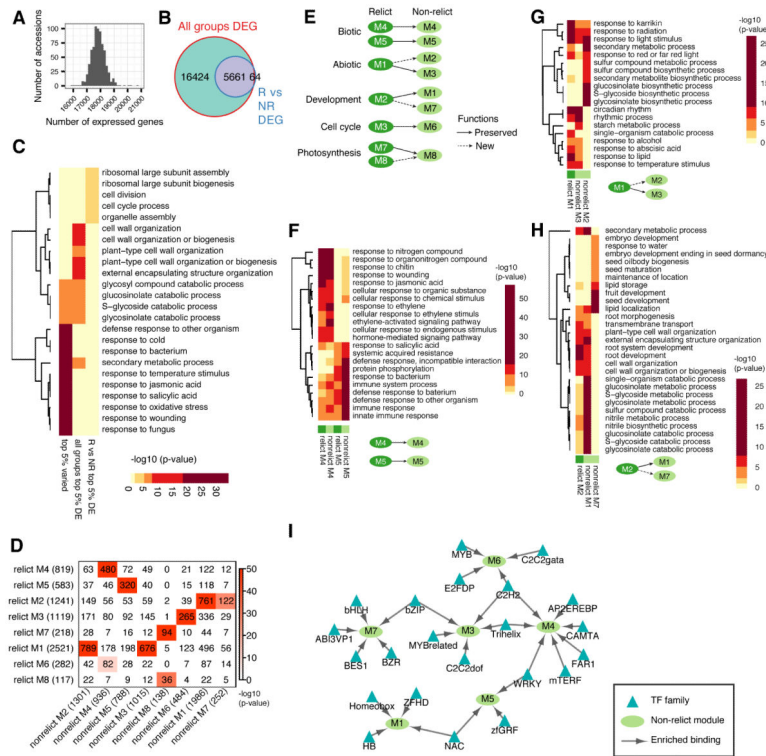 A
Number of accessions
100
80
60
40
20
0
16000
17000
18000
19000
20000
21000
Number of expressed genes
B
All groups DEG
16424
5661
64
R vs
NR
DEG
C
ribosomal large subunit assembly
ribosomal large subunit biogenesis
cell division
cell cycle process
organelle assembly
cell wall organization
cell wall organization or biogenesis
plant-type cell wall organization
plant-type cell wall organization or biogenesis
external encapsulating structure organization
glycosyl compound catabolic process
glucosinolate catabolic process
S-glycoside catabolic process
glycosinolate catabolic process
defense response to other organism
response to cold
response to bacterium
secondary metabolic process
response to temperature stimulus
response to jasmonic acid
response to salicylic acid
response to oxidative stress
response to wounding
response to fungus
top 5% varied
all groups top 5% DE
R vs NR top 5% DE
-log10 (p-value)
0
5
10
15
20
30
D
relict M4 (819) 63 480 72 49 0 21 122 12
relict M5 (583) 37 46 320 40 0 15 118 7
relict M2 (1241) 149 56 53 59 2 39 761 122
relict M3 (1119) 171 80 92 145 1 265 336 29
relict M7 (218) 28 7 16 12 94 10 44 7
relict M1 (2521) 789 178 198 676 5 123 496 56
relict M6 (282) 42 82 28 22 0 7 87 14
relict M8 (117) 22 7 9 12 36 4 22 5
nonrelict M2 (1301)
nonrelict M4 (936)
nonrelict M5 (788)
nonrelict M3 (1015)
nonrelict M8 (138)
nonrelict M6 (484)
nonrelict M1 (1986)
nonrelict M7 (252)
50
40
30
20
10
0
-log10
(p-value)
E
Relict
Non-relict
Biotic
M4
M4
M5
M5
Abiotic
M1
M2
M3
Development
M2
M1
M7
Cell cycle
M3
M6
Photosynthesis
M7
M8
M8
Functions
Preserved
New
F
response to nitrogen compound
response to organonitrogen compound
response to chitin
response to wounding
response to jasmonic acid
cellular response to organic substance
cellular response to chemical stimulus
response to ethylene
cellular response to ethylene stimuls
ethylene-activated signaling pathway
cellular response to endogenous stimulus
hormone-mediated signaling pathway
response to salicylic acid
systemic acquired resistance
defense response, incompatible interaction
protein phosphorylation
response to bacterium
immune system process
defense response to baterium
defense response to other organism
immune response
innate immune response
relict M4
nonrelict M4
relict M5
nonrelict M5
-log10
(p-value)
50
40
30
20
10
0
M4
M4
M5
M5
G
response to karrikin
response to radiation
response to light stimulus
secondary metabolic process
response to red or far red light
sulfur compound metabolic process
sulfur compound biosynthetic process
secondary metabolite biosynthetic process
glucosinolate biosynthetic process
S-glycoside biosynthetic process
glycosinolate biosynthetic process
circadian rhythm
rhythmic process
starch metabolic process
single-organism catabolic process
response to alcohol
response to abscisic acid
response to lipid
response to temperature stimulus
relict M1
nonrelict M3
nonrelict M2
-log10
(p-value)
25
20
15
10
5
0
M1
M2
M3
H
secondary metabolic process
embryo development
response to water
embryo development ending in seed dormancy
seed oilbody biogenesis
seed maturation
maintenance of location
lipid storage
fruit development
seed development
lipid localization
root morphogenesis
transmembrane transport
plant-type cell wall organization
external encapsulating structure organization
root system development
root development
cell wall organization
cell wall organization or biogenesis
single-organism catabolic process
glucosinolate metabolic process
S-glycoside metabolic process
glycosinolate metabolic process
sulfur compound catabolic process
nitrile metabolic process
nitrile biosynthetic process
glucosinolate catabolic process
S-glycoside catabolic process
glycosinolate catabolic process
relict M2
nonrelict M1
nonrelict M7
-log10
(p-value)
25
20
15
10
5
0
M2
M1
M7
I
MYB
M6
C2C2gata
E2FDP
C2H2
bHLH
bZIP
AP2EREBP
ABI3VP1
M7
M3
Trihelix
M4
CAMTA
MYBrelated
BES1
BZR
C2C2dof
FAR1
mTERF
WRKY
M5
Homeobox
ZFHD
M1
HB
NAC
zfGRF
TF family
Non-relict module
Enriched binding